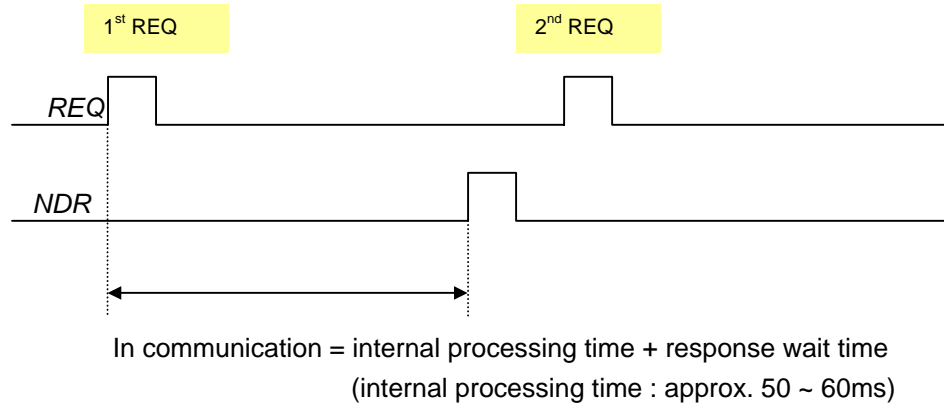 1st REQ
2nd REQ
REQ
NDR
In communication = internal processing time + response wait time
(internal processing time : approx. 50 ~ 60ms)